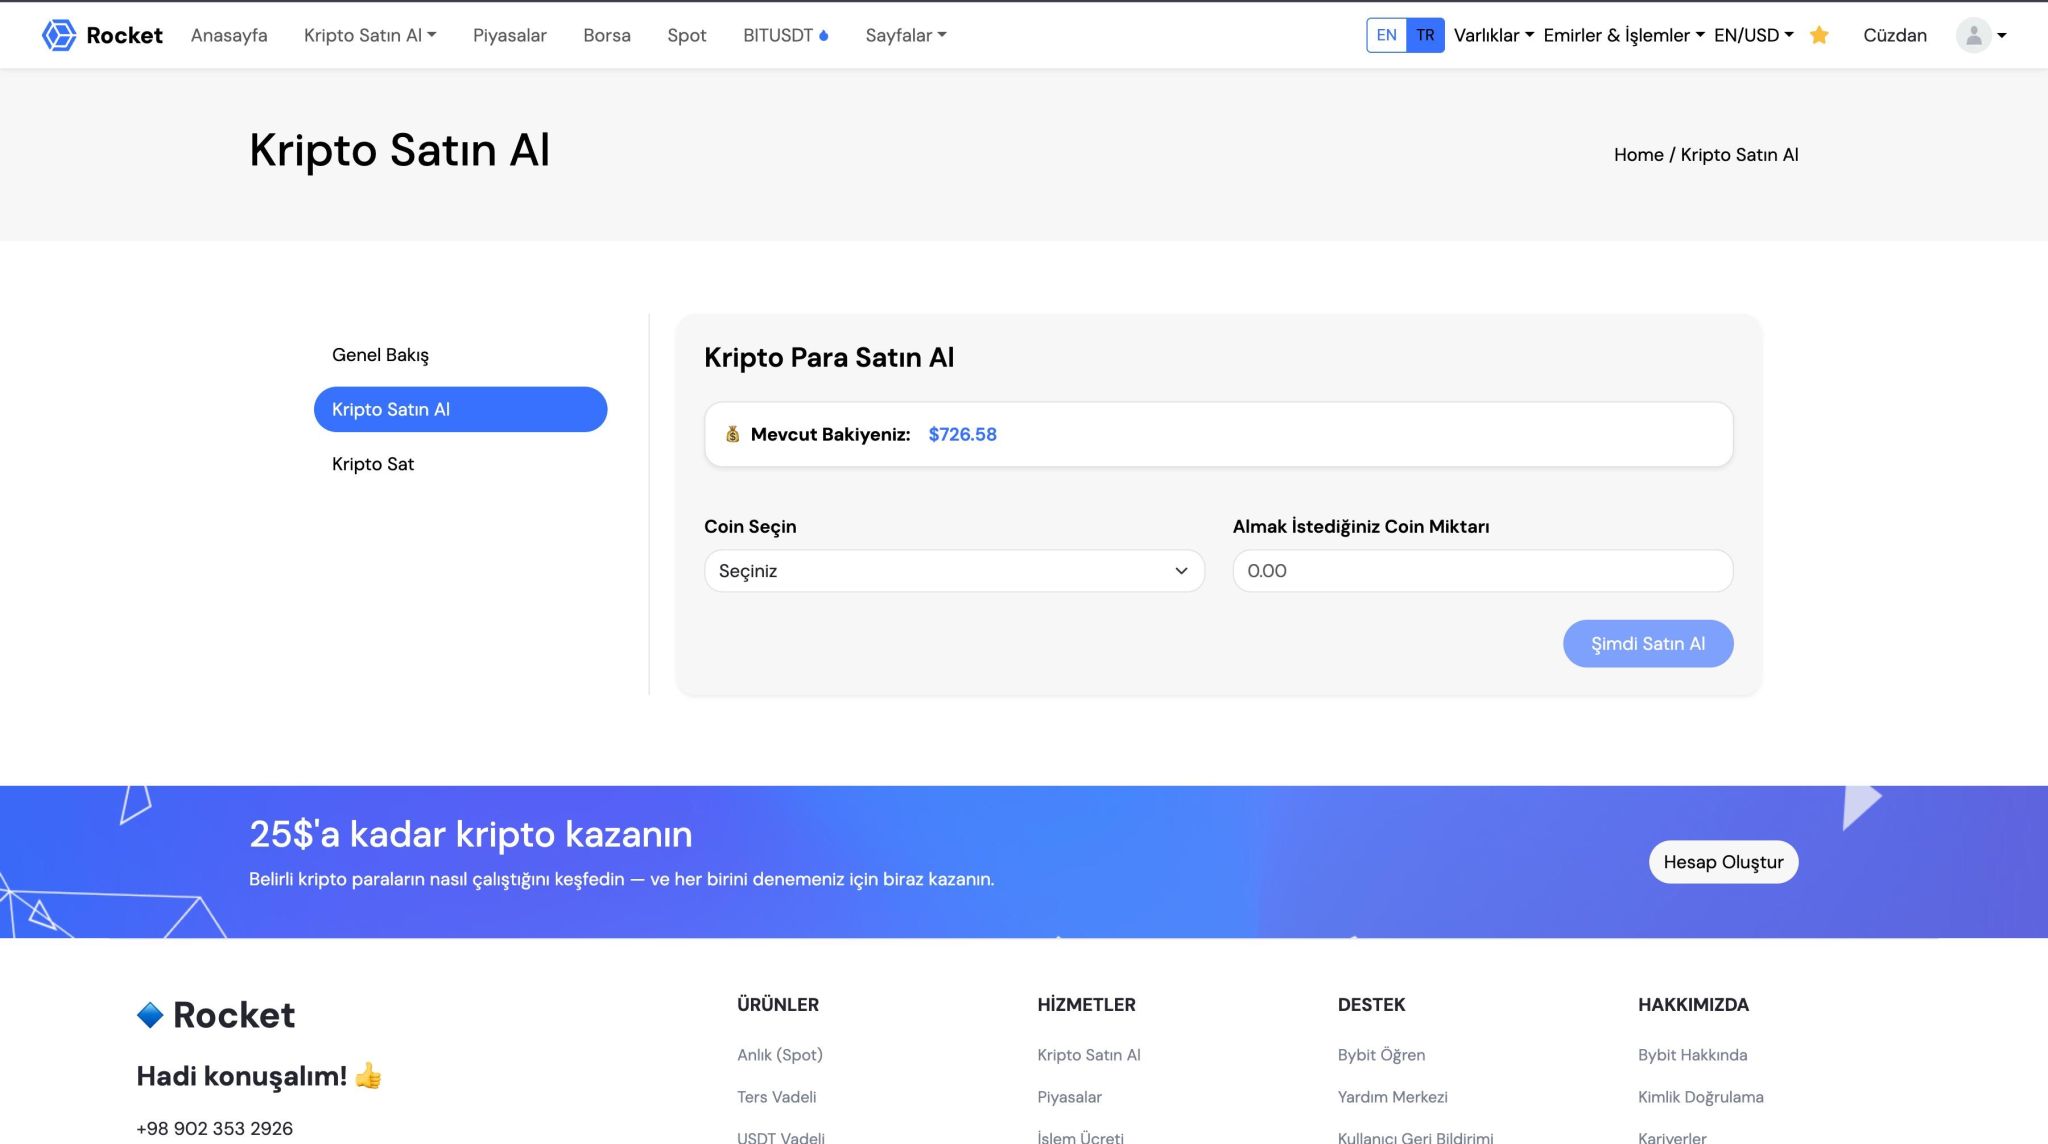 Rocket Anasayfa Kripto Satın Al Piyasalar Borsa Spot BITUSDT Sayfalar EN TR Varlıklar Emirler & İşlemler EN/USD Cüzdan
Kripto Satın Al
Home / Kripto Satın Al
Genel Bakış
Kripto Satın Al
Kripto Sat
Kripto Para Satın Al
Mevcut Bakiyeniz: $726.58
Coin Seçin
Seçiniz
Almak İstediğiniz Coin Miktarı
0.00
Şimdi Satın Al
25$'a kadar kripto kazanın
Belirli kripto paraların nasıl çalıştığını keşfedin — ve her birini denemeniz için biraz kazanın.
Hesap Oluştur
Rocket
Hadi konuşalım! 👍
+98 902 353 2926
ÜRÜNLER
Anlık (Spot)
Ters Vadeli
USDT Vadeli
HİZMETLER
Kripto Satın Al
Piyasalar
İşlem Ücreti
DESTEK
Bybit Öğren
Yardım Merkezi
Kullanıcı Geri Bildirimi
HAKKIMIZDA
Bybit Hakkında
Kimlik Doğrulama
Kariyerler